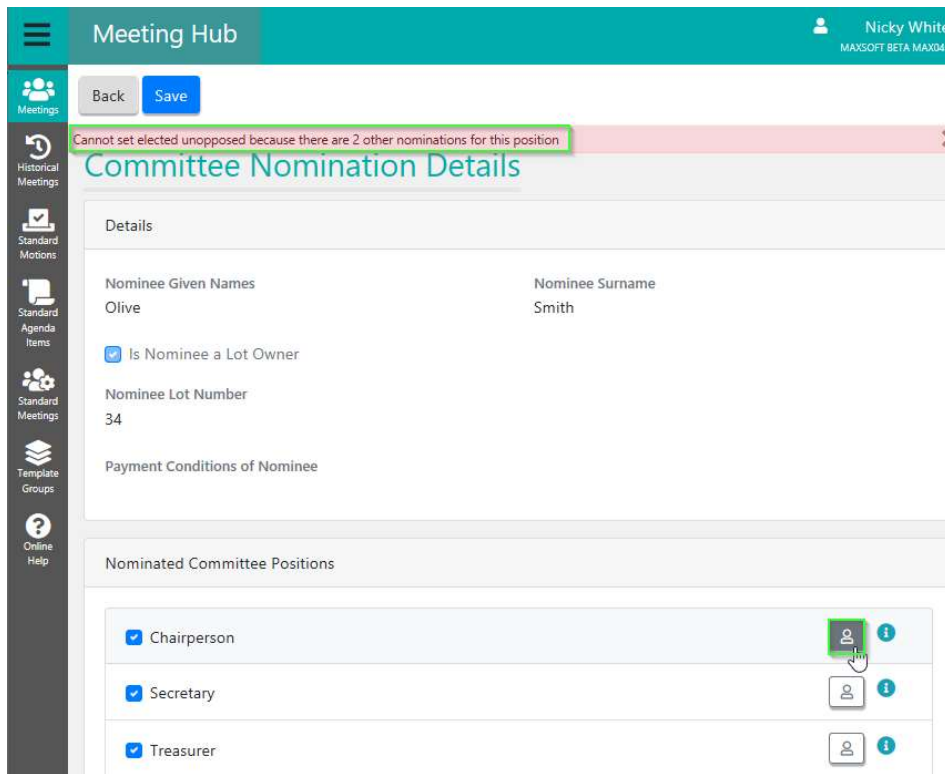 Meeting Hub
Nicky White
MAXSOFT BETA MAX04
Meetings
Back
Save
Cannot set elected unopposed because there are 2 other nominations for this position
Historical
Meetings
Committee Nomination Details
Standard
Motions
Details
Standard
Agenda
Items
Nominee Given Names
Nominee Surname
Olive
Smith
Is Nominee a Lot Owner
Standard
Meetings
Nominee Lot Number
34
Template
Groups
Payment Conditions of Nominee
Online
Help
Nominated Committee Positions
Chairperson
Secretary
Treasurer